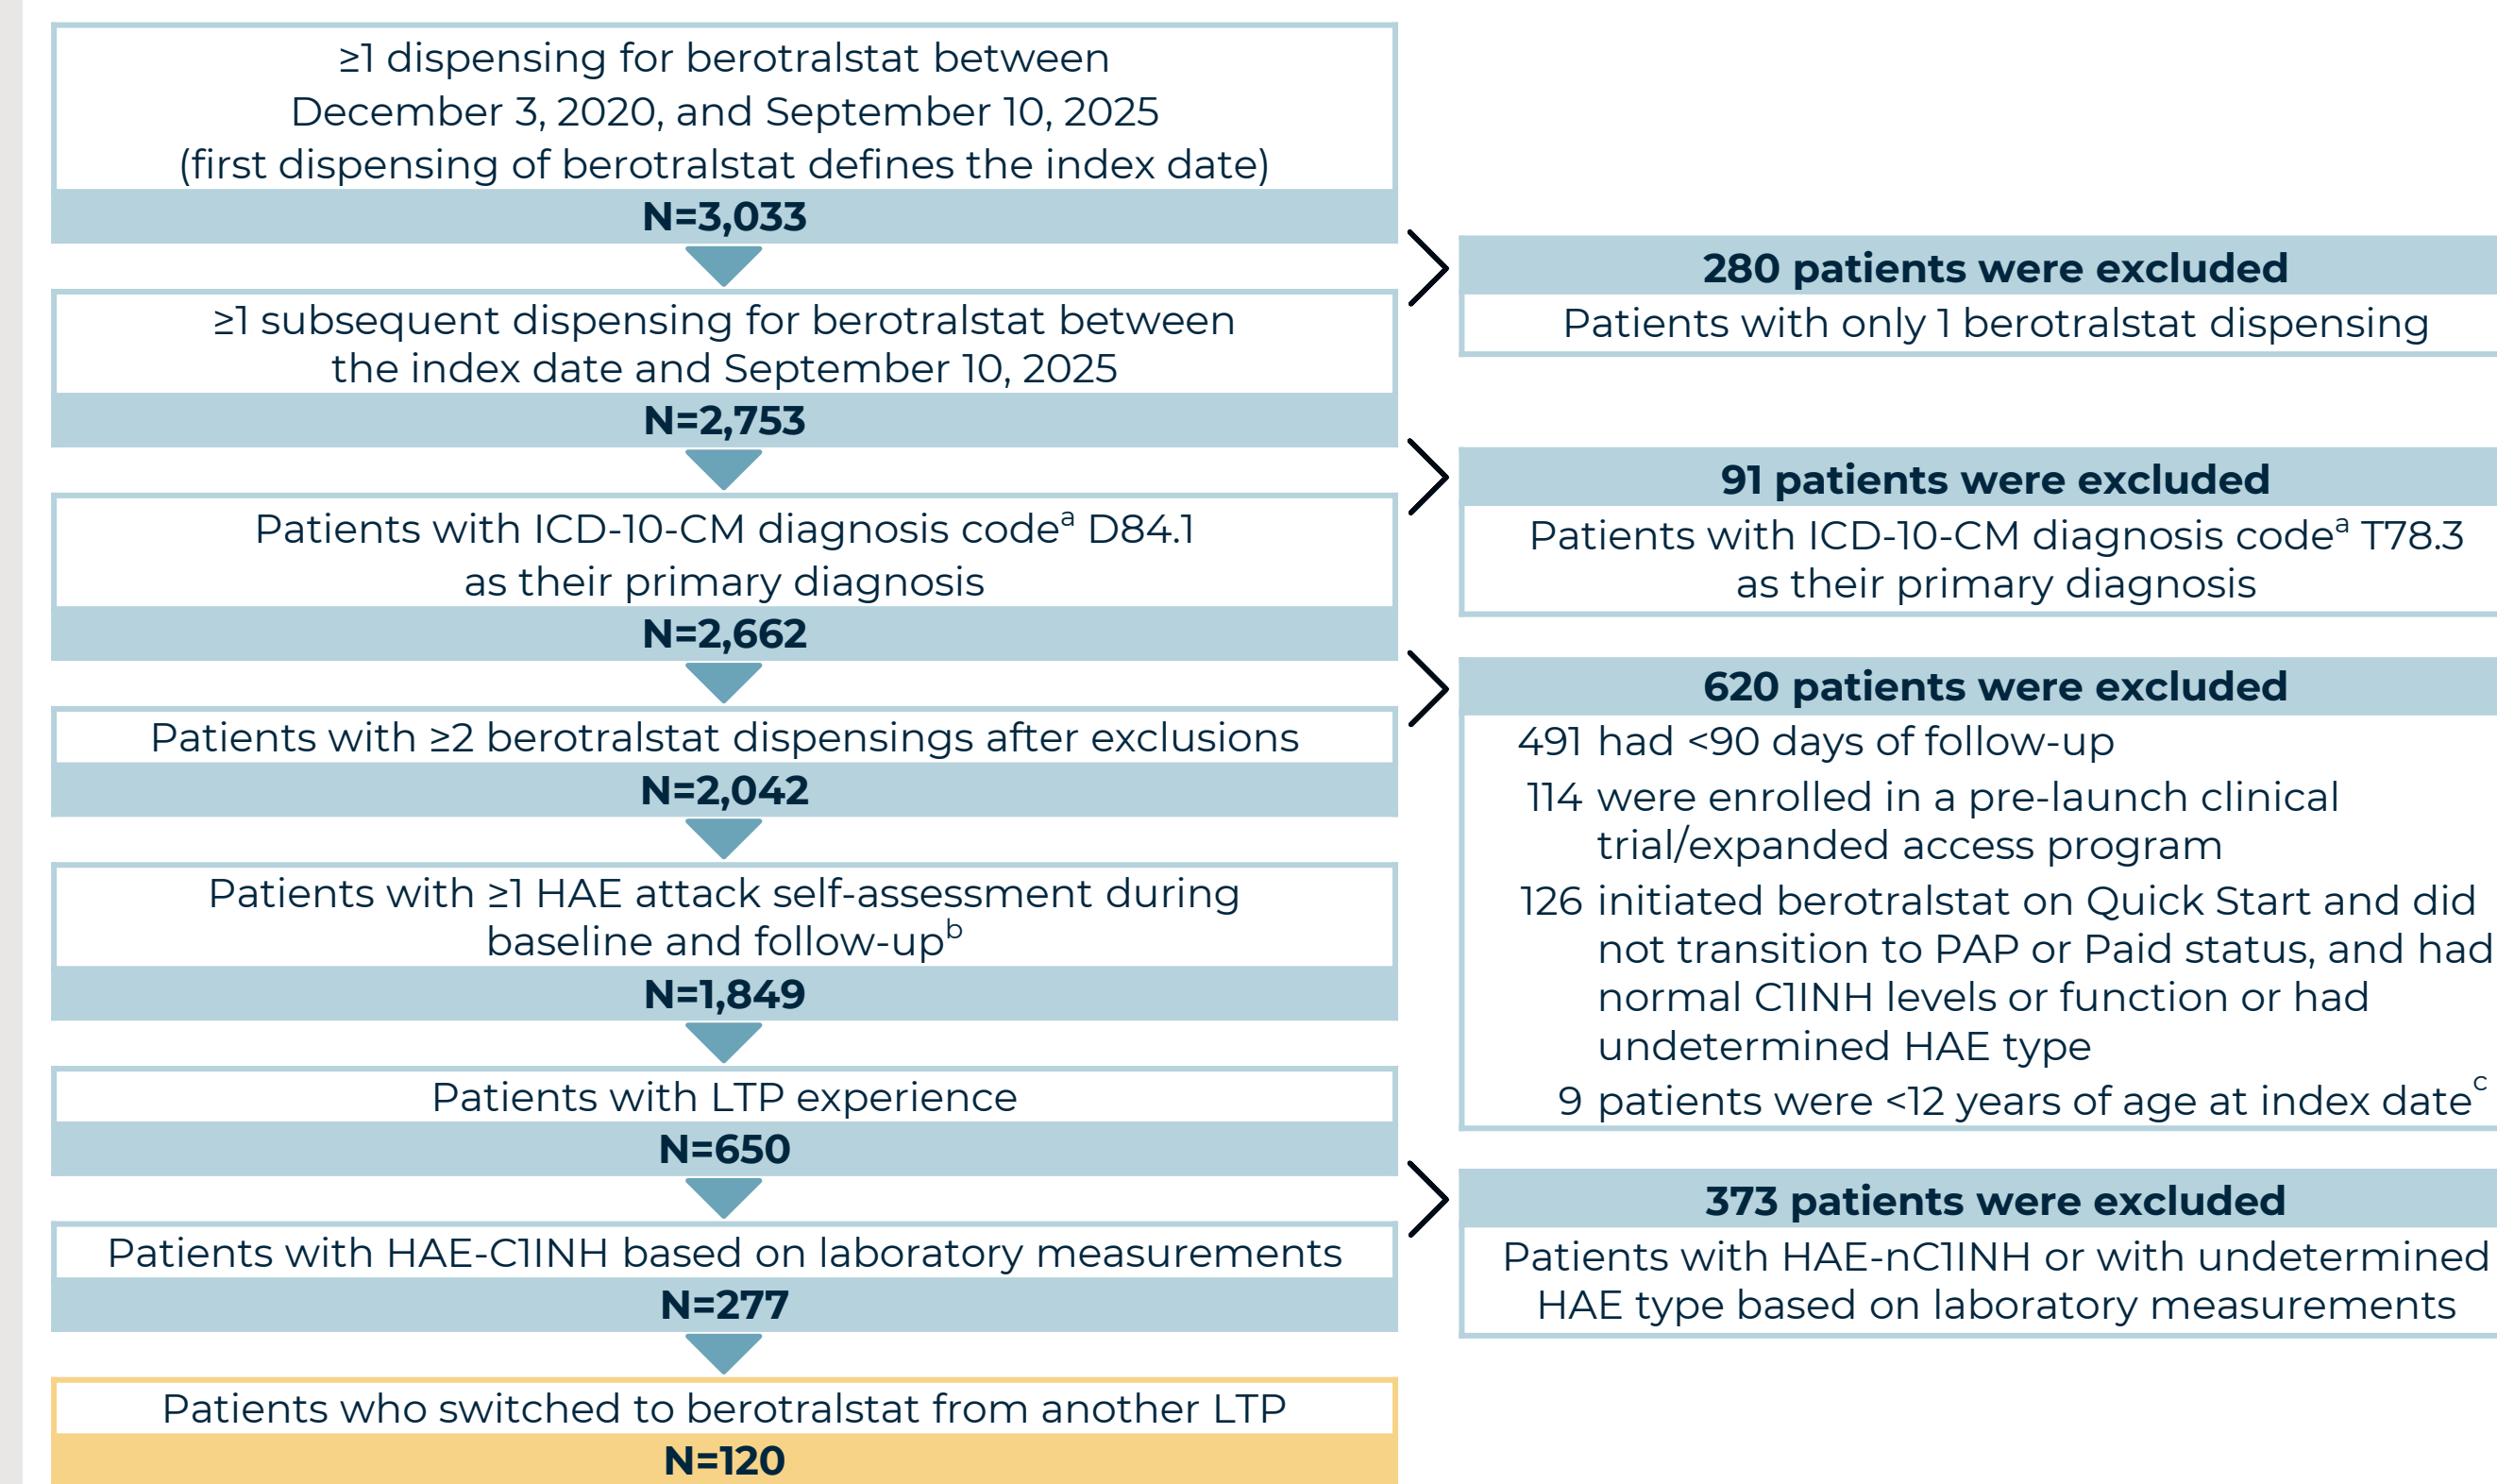 ≥1 dispensing for berotralstat between
December 3, 2020, and September 10, 2025
(first dispensing of berotralstat defines the index date)
N=3,033
280 patients were excluded
Patients with only 1 berotralstat dispensing
≥1 subsequent dispensing for berotralstat between
the index date and September 10, 2025
N=2,753
91 patients were excluded
Patients with ICD-10-CM diagnosis codeᵃ T78.3
as their primary diagnosis
Patients with ICD-10-CM diagnosis codeᵃ D84.1
as their primary diagnosis
N=2,662
620 patients were excluded
491 had <90 days of follow-up
114 were enrolled in a pre-launch clinical
trial/expanded access program
126 initiated berotralstat on Quick Start and did
not transition to PAP or Paid status, and had
normal C1INH levels or function or had
undetermined HAE type
9 patients were <12 years of age at index dateᶜ
Patients with ≥2 berotralstat dispensings after exclusions
N=2,042
Patients with ≥1 HAE attack self-assessment during
baseline and follow-upᵇ
N=1,849
Patients with LTP experience
N=650
373 patients were excluded
Patients with HAE-nC1INH or with undetermined
HAE type based on laboratory measurements
Patients with HAE-C1INH based on laboratory measurements
N=277
Patients who switched to berotralstat from another LTP
N=120